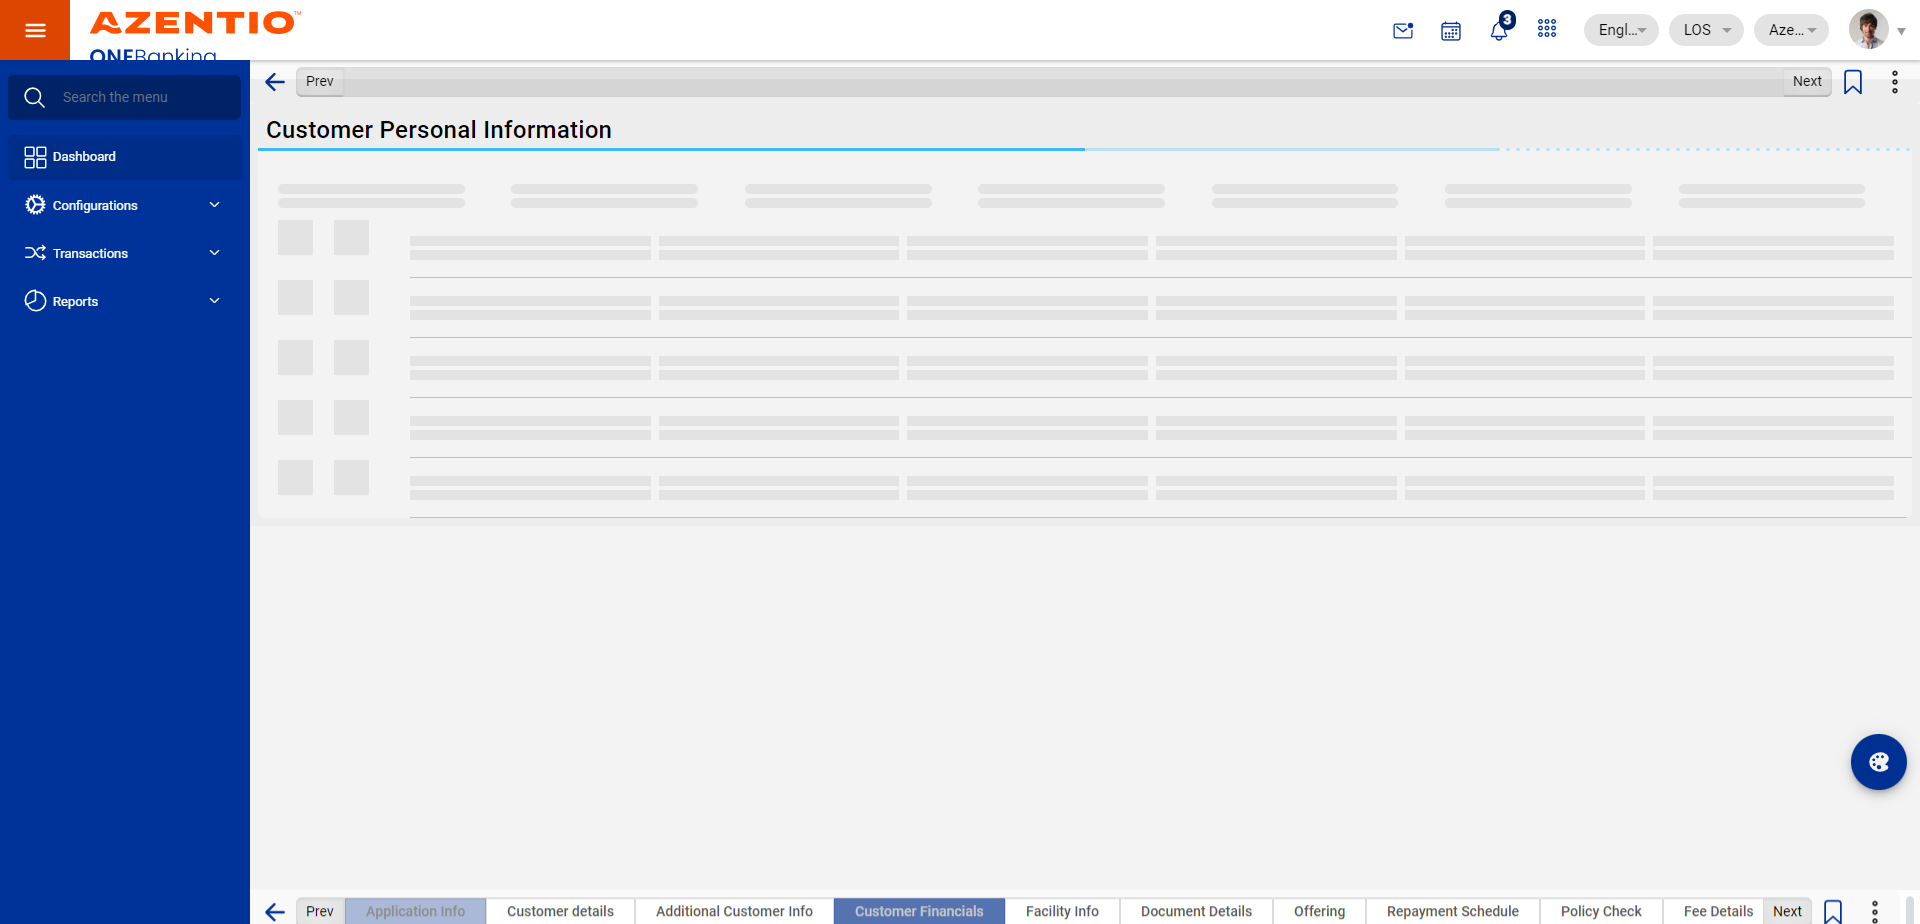 AZENTIO™
ONEBanking
3
Engl...
LOS
Aze...
Search the menu
Dashboard
Configurations
Transactions
Reports
Prev
Next
Customer Personal Information
Prev
Application Info
Customer details
Additional Customer Info
Customer Financials
Facility Info
Document Details
Offering
Repayment Schedule
Policy Check
Fee Details
Next